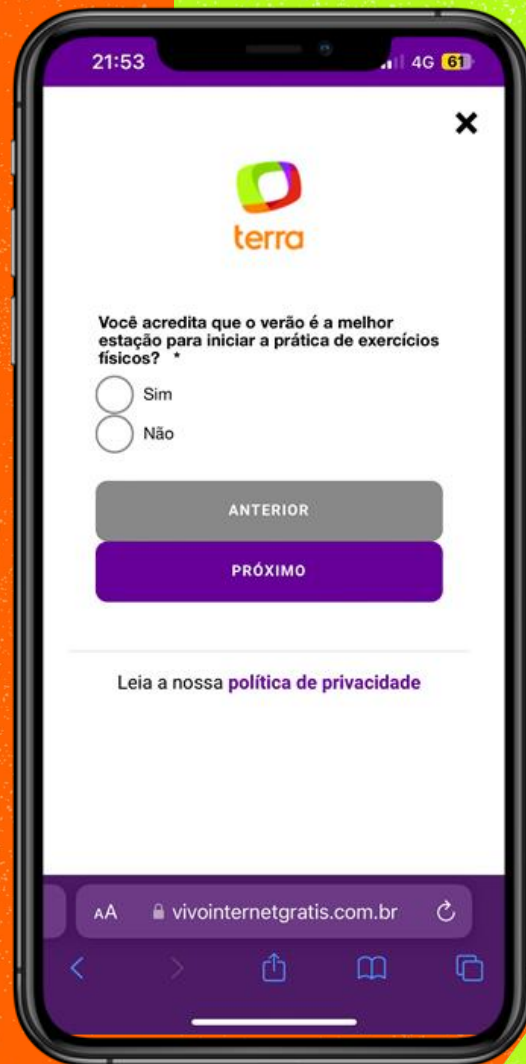 21:53
4G 61
terra
Você acredita que o verão é a melhor
estação para iniciar a prática de exercícios
físicos? *
Sim
Não
ANTERIOR
PRÓXIMO
Leia a nossa política de privacidade
AA vivointernetgratis.com.br